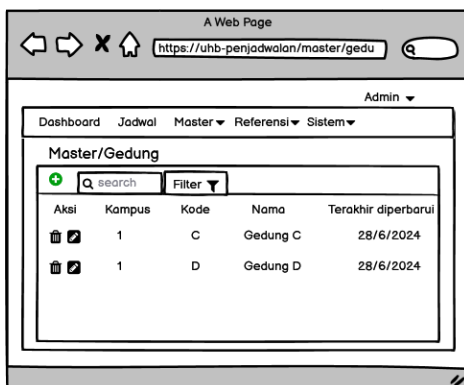 A Web Page
https://uhb-penjadwalan/master/gedu
Admin
Dashboard Jadwal Master Referensi Sistem
Master/Gedung
search Filter
Aksi Kampus Kode Nama Terakhir diperbarui
1 C Gedung C 28/6/2024
1 D Gedung D 28/6/2024